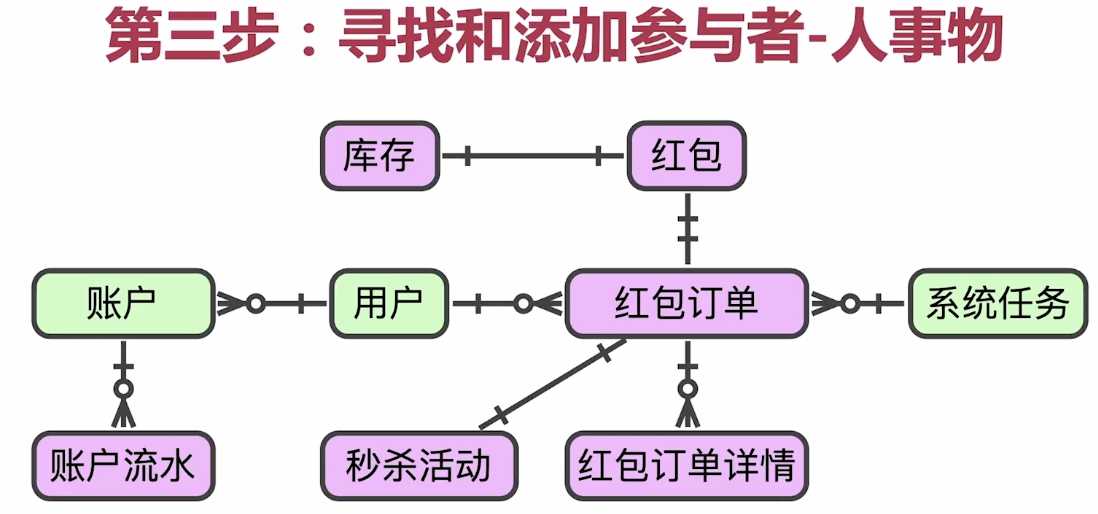 第三步：寻找和添加参与者-人事物
库存
红包
账户
用户
红包订单
系统任务
账户流水
秒杀活动
红包订单详情